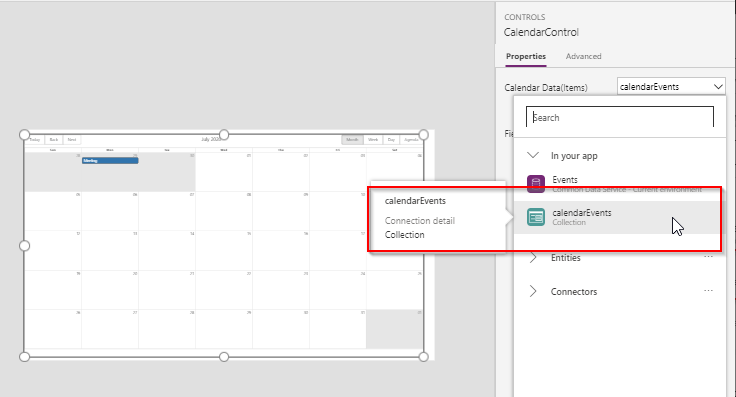 CONTROLS
CalendarControl
Properties Advanced
Calendar Data(Items) calendarEvents
Search
In your app
Events
Common Data Service - Current environment
calendarEvents
Collection
Entities ...
Connectors ...
calendarEvents
Connection detail
Collection
Today Back Next July 2020 Month Week Day Agenda
Sun Mon Tue Wed Thu Fri Sat
Meeting